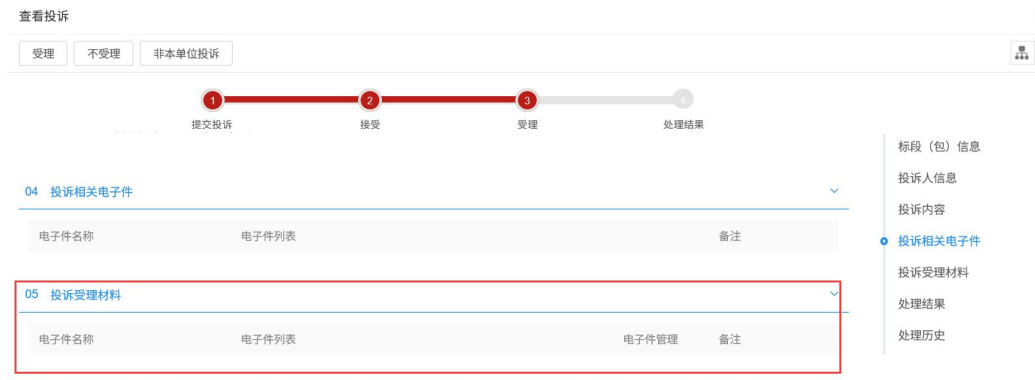 查看投诉
受理 不受理 非本单位投诉
1 2 3 4
提交投诉 接受 受理 处理结果
标段（包）信息
投诉人信息
投诉内容
投诉相关电子件
投诉受理材料
处理结果
处理历史
04 投诉相关电子件
电子件名称 电子件列表 备注
05 投诉受理材料
电子件名称 电子件列表 电子件管理 备注